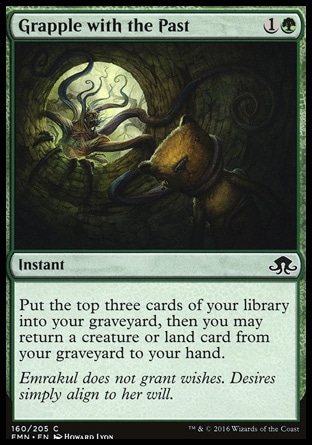 Grapple with the Past 1
Instant
Put the top three cards of your library
into your graveyard, then you may
return a creature or land card from
your graveyard to your hand.
Emrakul does not grant wishes. Desires
simply align to her will.
160/205 C
EMN • EN Howard Lyon
™ & © 2016 Wizards of the Coast